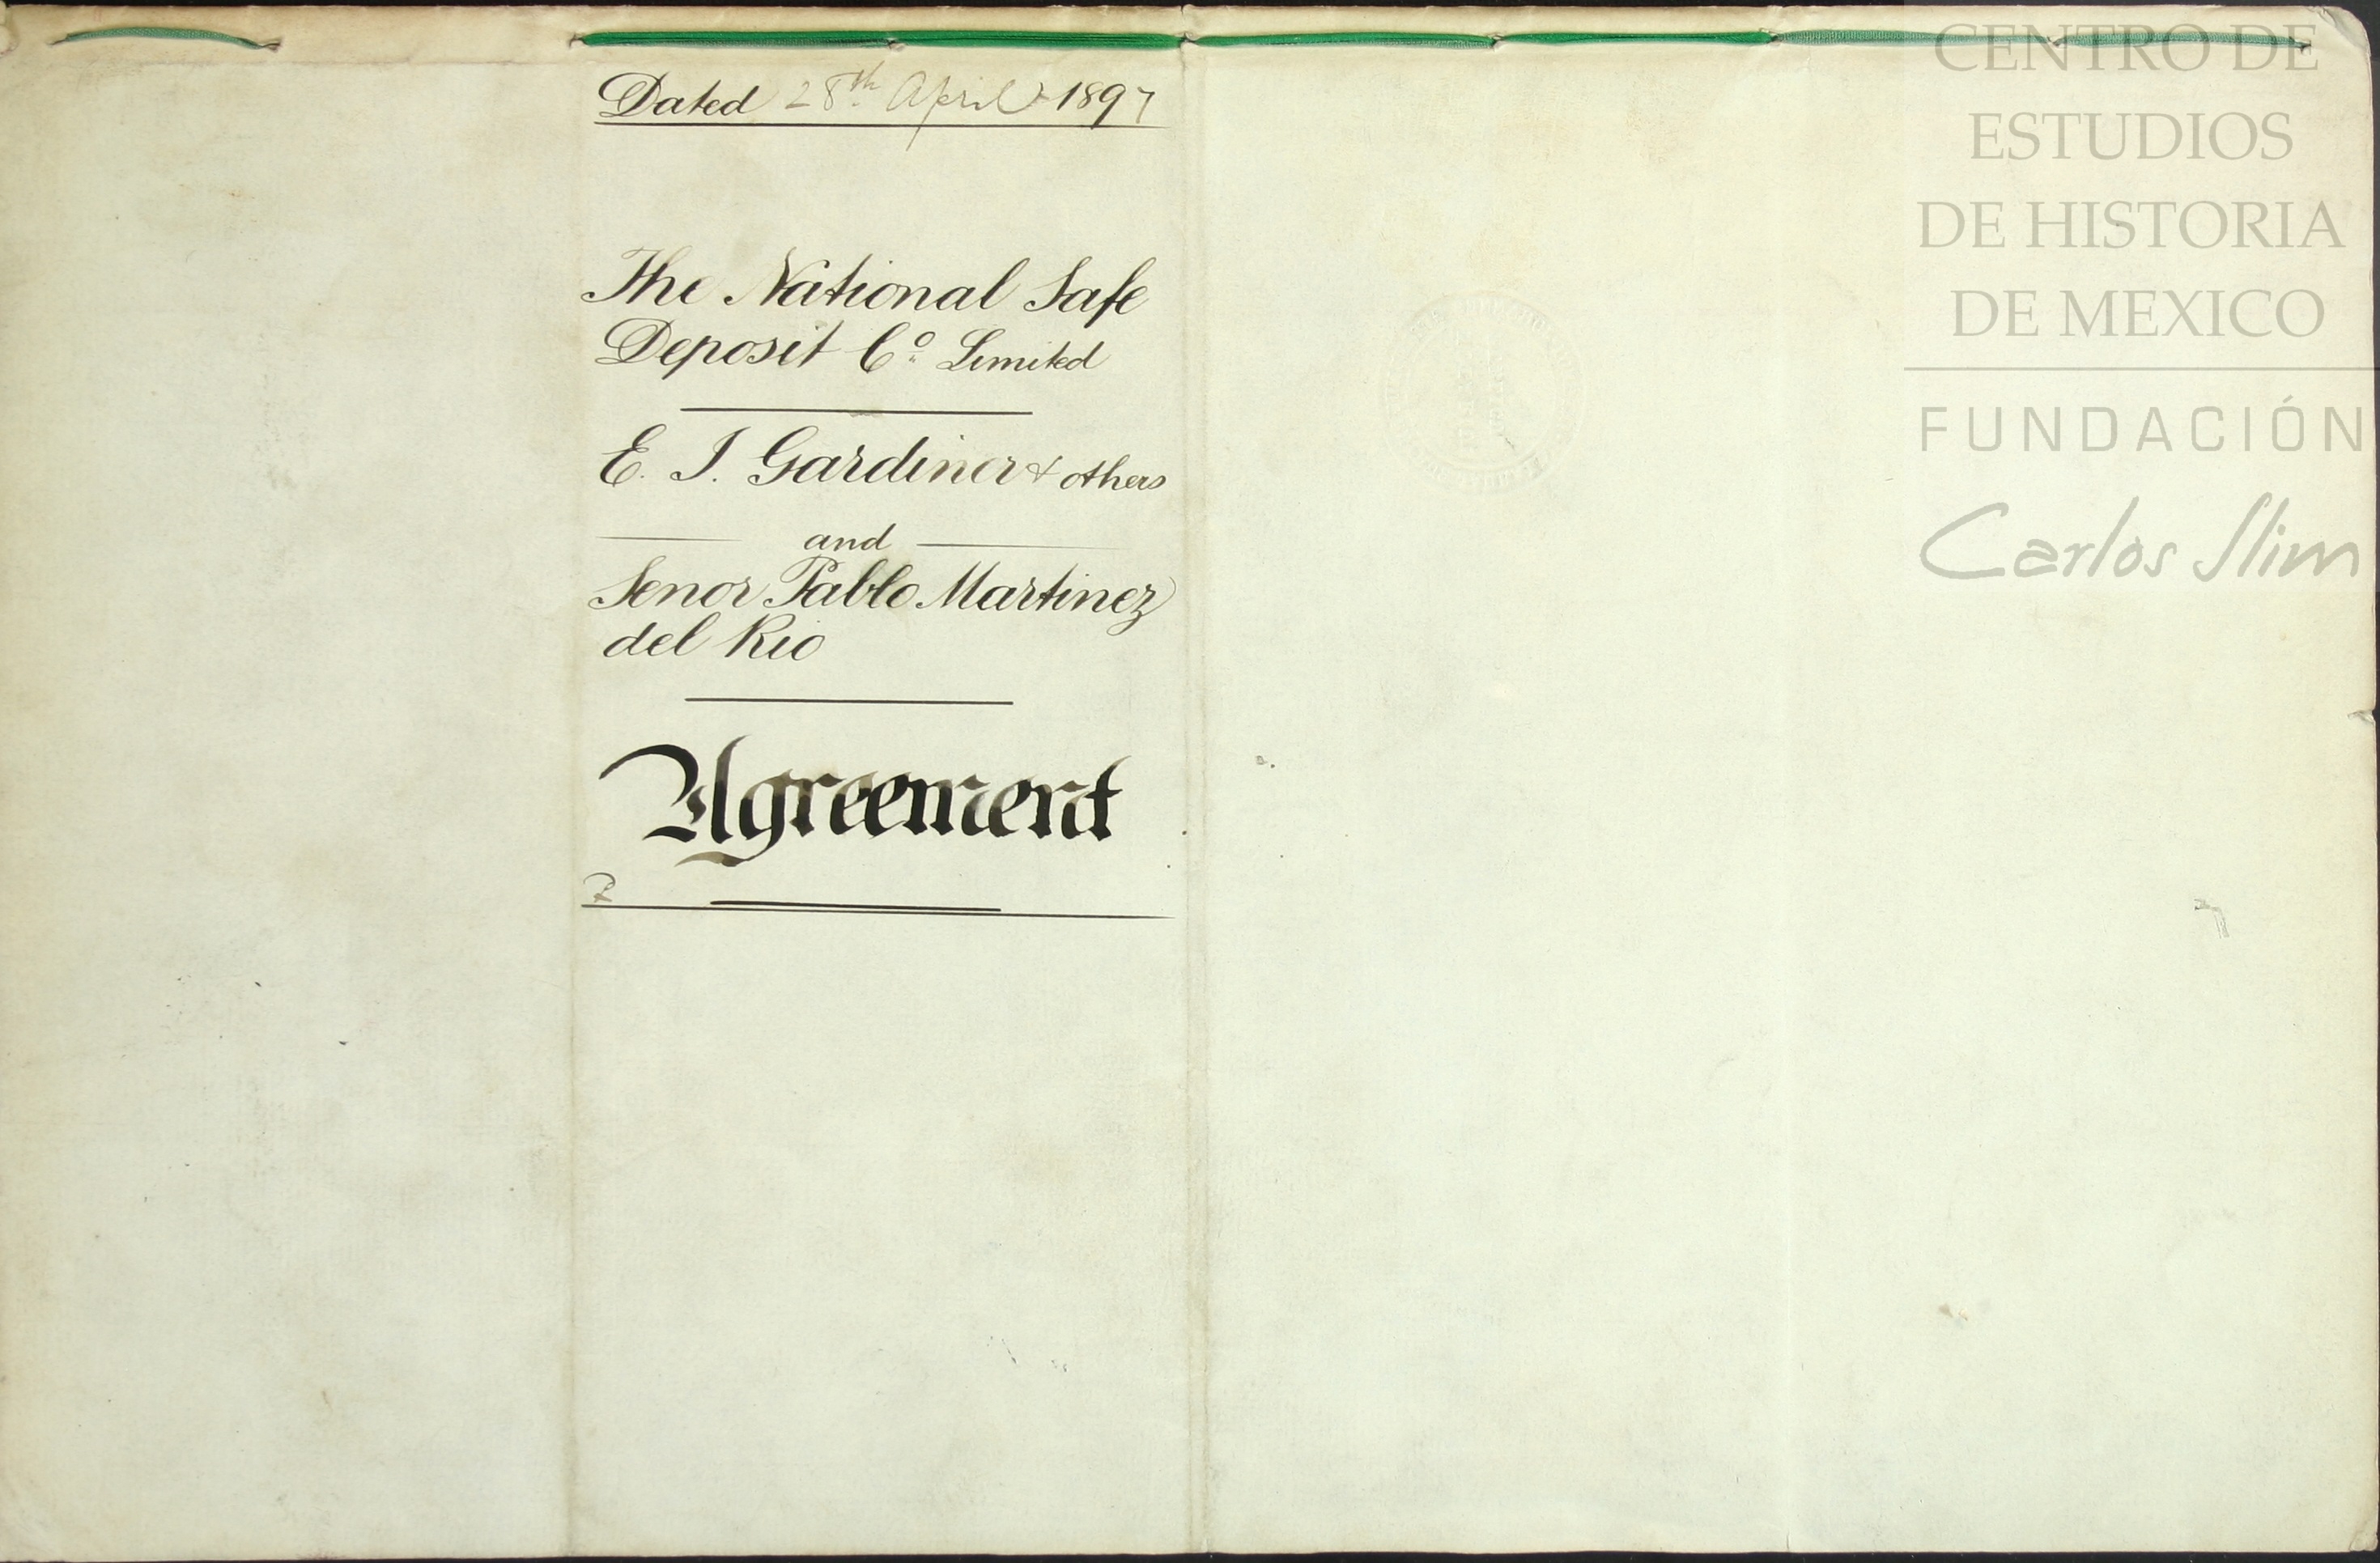 Dated 28th April 1897
The National Safe
Deposit Co. Limited
E. I. Gardiner & others
and
Senor Pablo Martinez
del Rio
Agreement
CENTRO DE
ESTUDIOS
DE HISTORIA
DE MEXICO
FUNDACIÓN
Carlos Slim